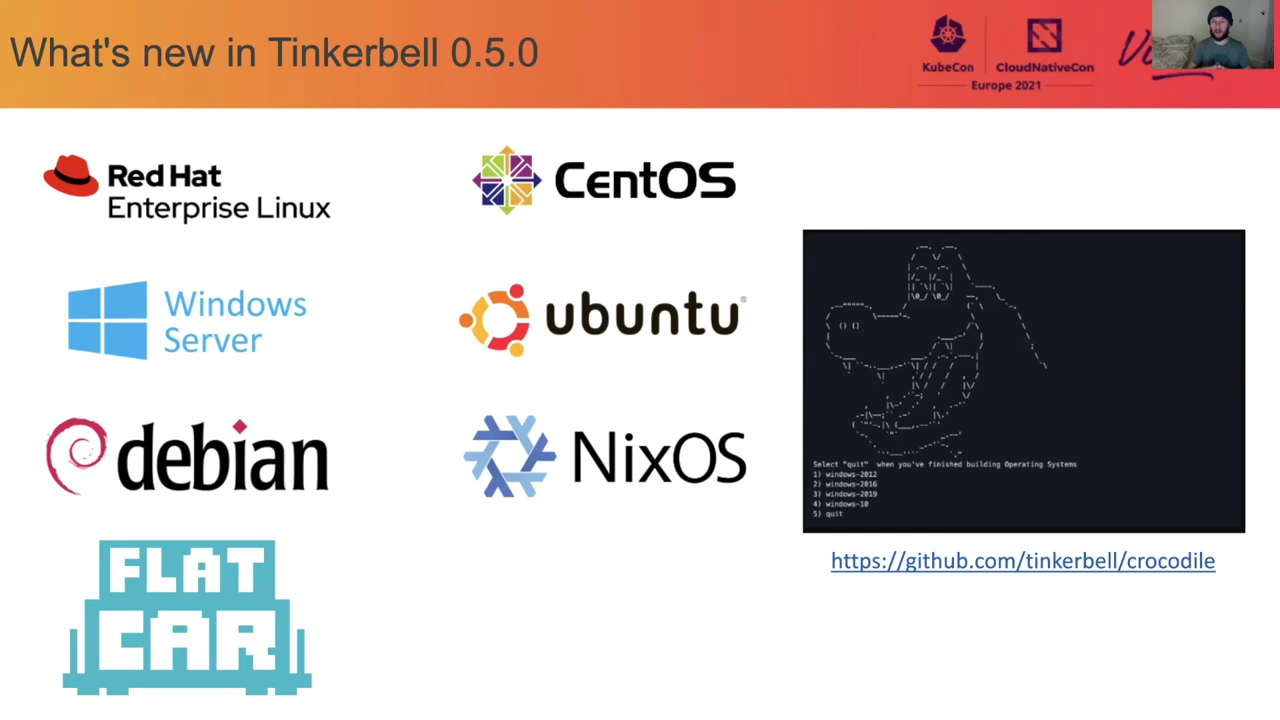 What's new in Tinkerbell 0.5.0
KubeCon
CloudNativeCon
Europe 2021
Red Hat
Enterprise Linux
CentOS
Windows
Server
ubuntu®
debian
NixOS
FLAT
CAR
Select "quit" when you've finished building Operating Systems
1) windows-2012
2) windows-2016
3) windows-2019
4) windows-10
5) quit
https://github.com/tinkerbell/crocodile